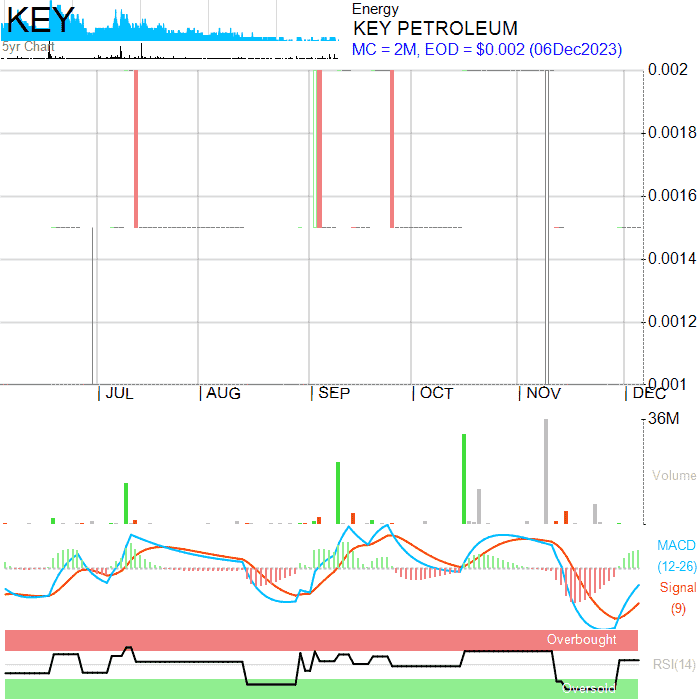 KEY
5yr Chart
Energy
KEY PETROLEUM
MC = 2M, EOD = $0.002 (06Dec2023)
0.002
0.0018
0.0016
0.0014
0.0012
0.001
JUL
AUG
SEP
OCT
NOV
DEC
36M
Volume
MACD
(12-26)
Signal
(9)
Overbought
RSI(14)
Oversold